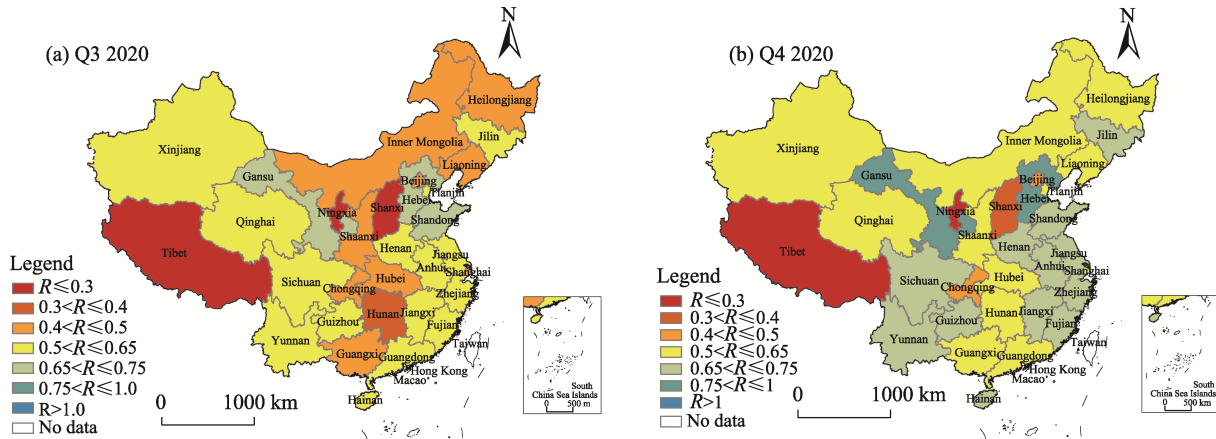 (a) Q3 2020
N
Heilongjiang
Jilin
Inner Mongolia
Liaoning
Xinjiang
Gansu
Beijing
Tianjin
Hebei
Ningxia
Shanxi
Shandong
Qinghai
Shaanxi
Henan
Jiangsu
Tibet
Anhui
Shanghai
Sichuan
Hubei
Chongqing
Zhejiang
Hunan
Jiangxi
Guizhou
Fujian
Yunnan
Taiwan
Guangxi
Guangdong
Hong Kong
Macao
Hainan
Legend
R≤0.3
0.3<R≤0.4
0.4<R≤0.5
0.5<R≤0.65
0.65<R≤0.75
0.75<R≤1.0
R>1.0
No data
0 1000 km
South
China Sea Islands
0 500 m
(b) Q4 2020
N
Heilongjiang
Jilin
Inner Mongolia
Liaoning
Xinjiang
Gansu
Beijing
Tianjin
Hebei
Ningxia
Shanxi
Shandong
Qinghai
Shaanxi
Henan
Jiangsu
Tibet
Anhui
Shanghai
Sichuan
Hubei
Chongqing
Zhejiang
Hunan
Jiangxi
Guizhou
Fujian
Yunnan
Taiwan
Guangxi
Guangdong
Hong Kong
Macao
Hainan
Legend
R≤0.3
0.3<R≤0.4
0.4<R≤0.5
0.5<R≤0.65
0.65<R≤0.75
0.75<R≤1
R>1
No data
0 1000 km
South
China Sea Islands
0 500 m